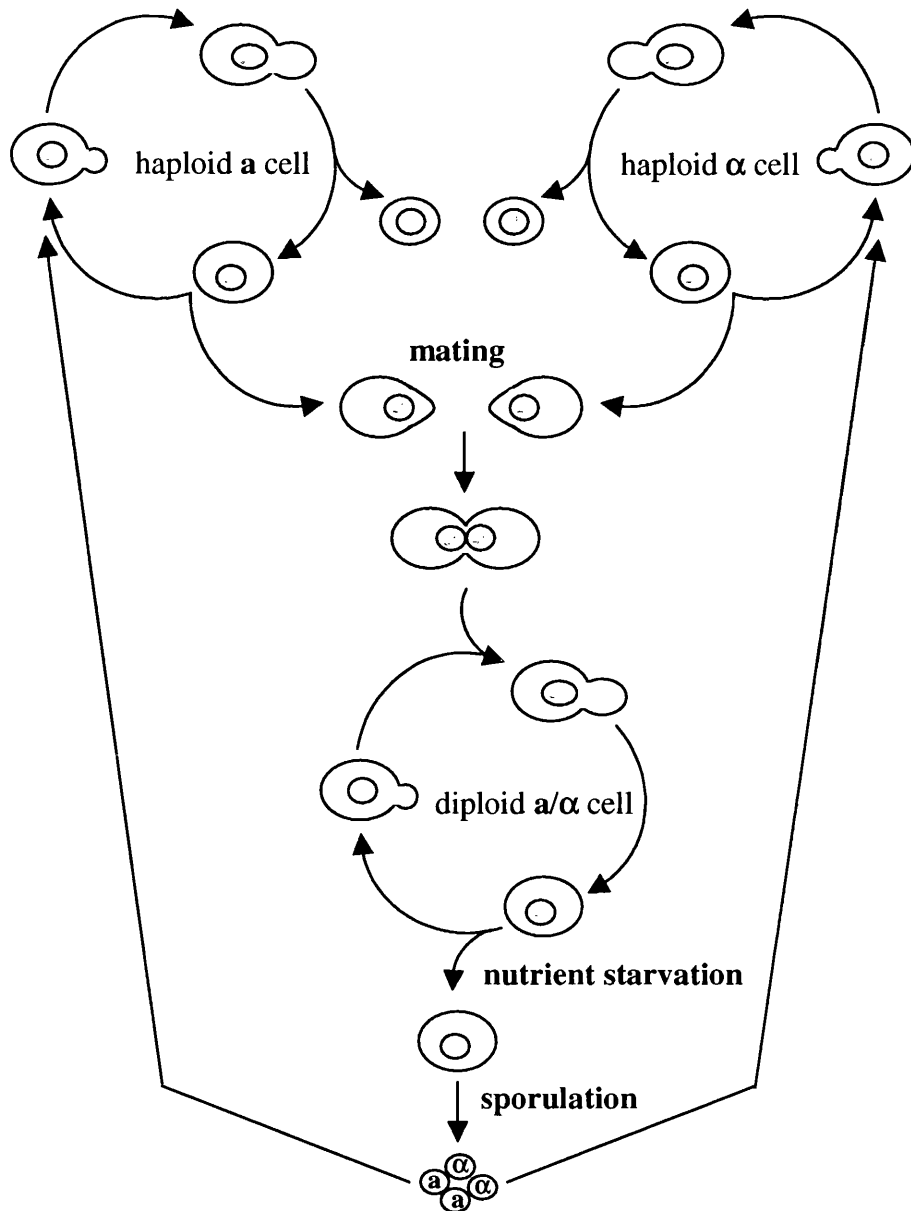 haploid a cell
haploid α cell
mating
diploid a/α cell
nutrient starvation
sporulation
α
a
α
a